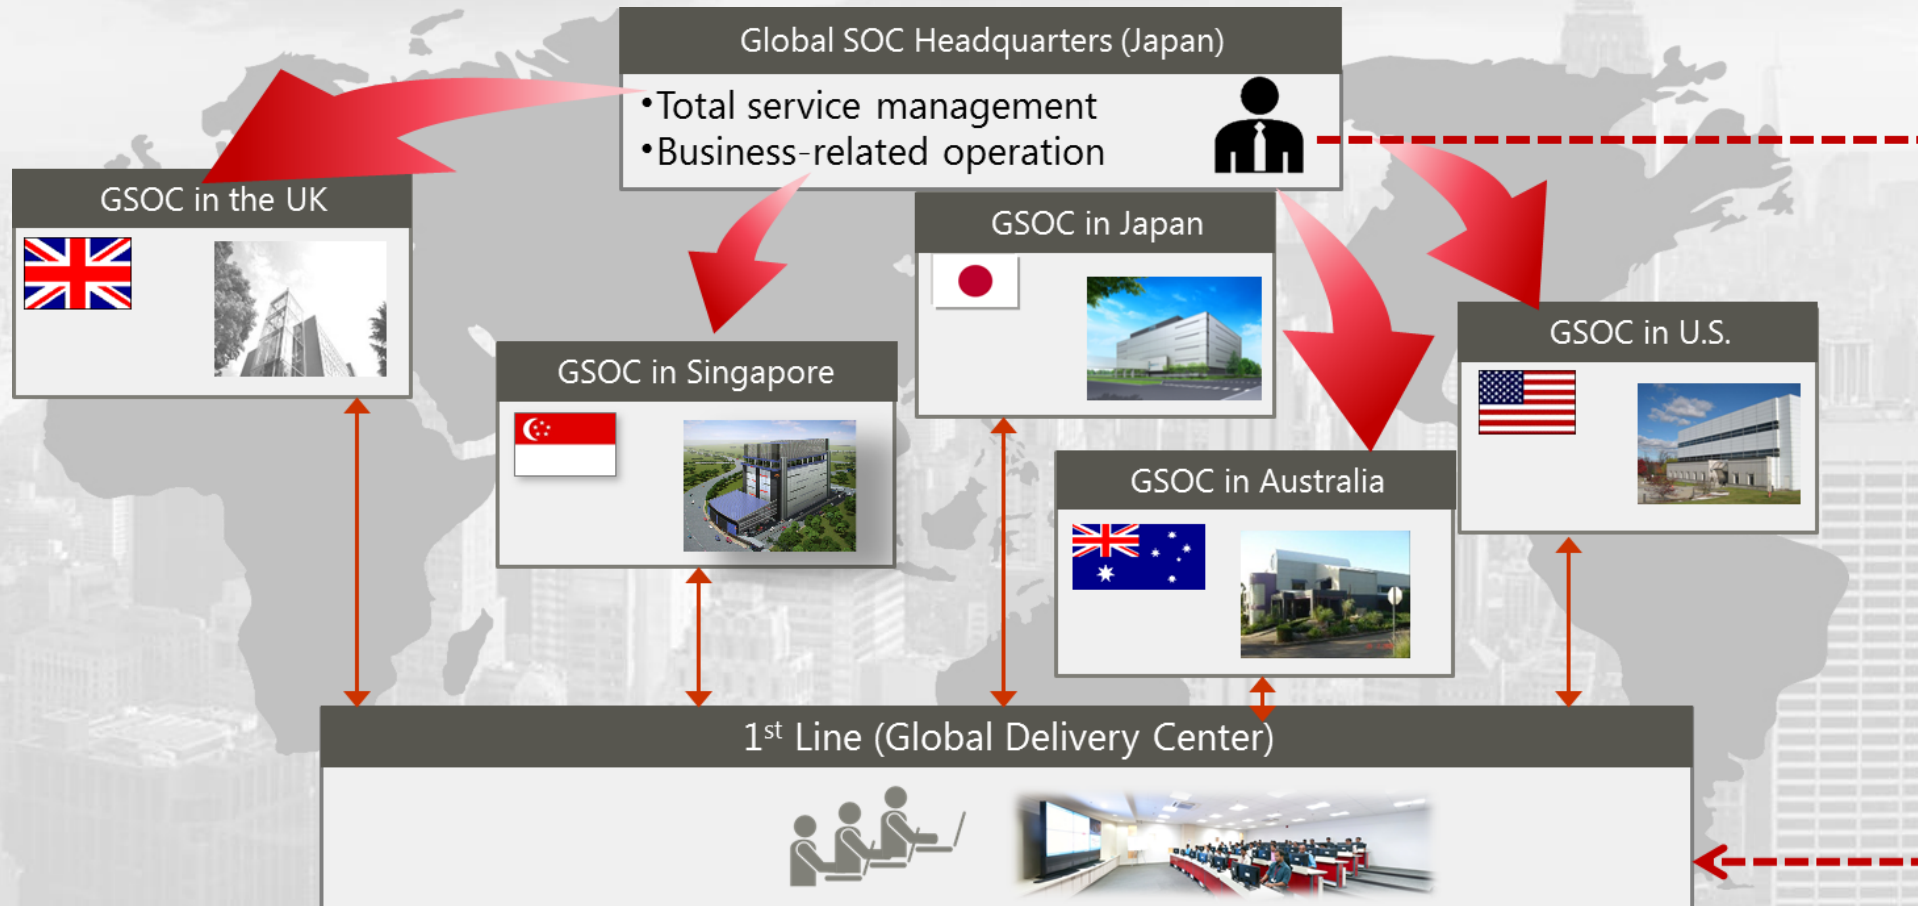 Global SOC Headquarters (Japan)
•Total service management
•Business-related operation
GSOC in the UK
GSOC in Japan
GSOC in U.S.
GSOC in Singapore
GSOC in Australia
1st Line (Global Delivery Center)